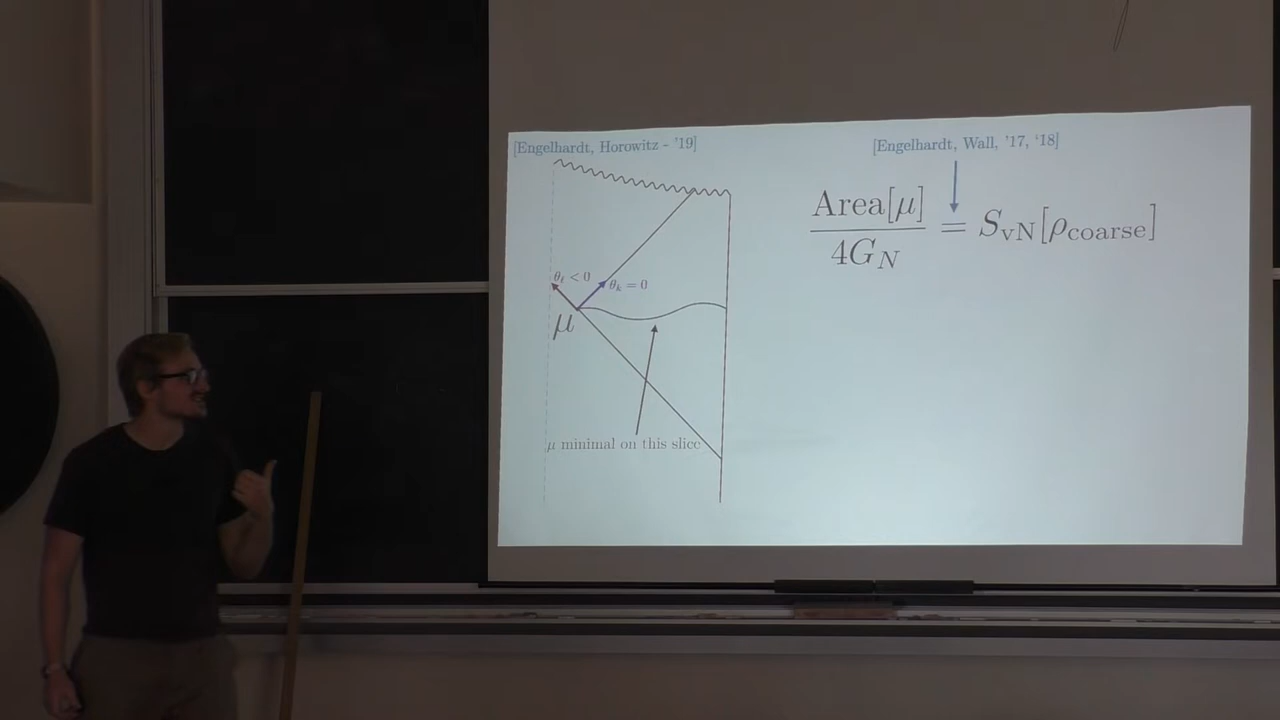 [Engelhardt, Horowitz - '19]
[Engelhardt, Wall, '17, '18]
Area[μ]
4G_N
= S_vN[ρ_coarse]
θ_ℓ < 0
θ_k = 0
μ
μ minimal on this slice